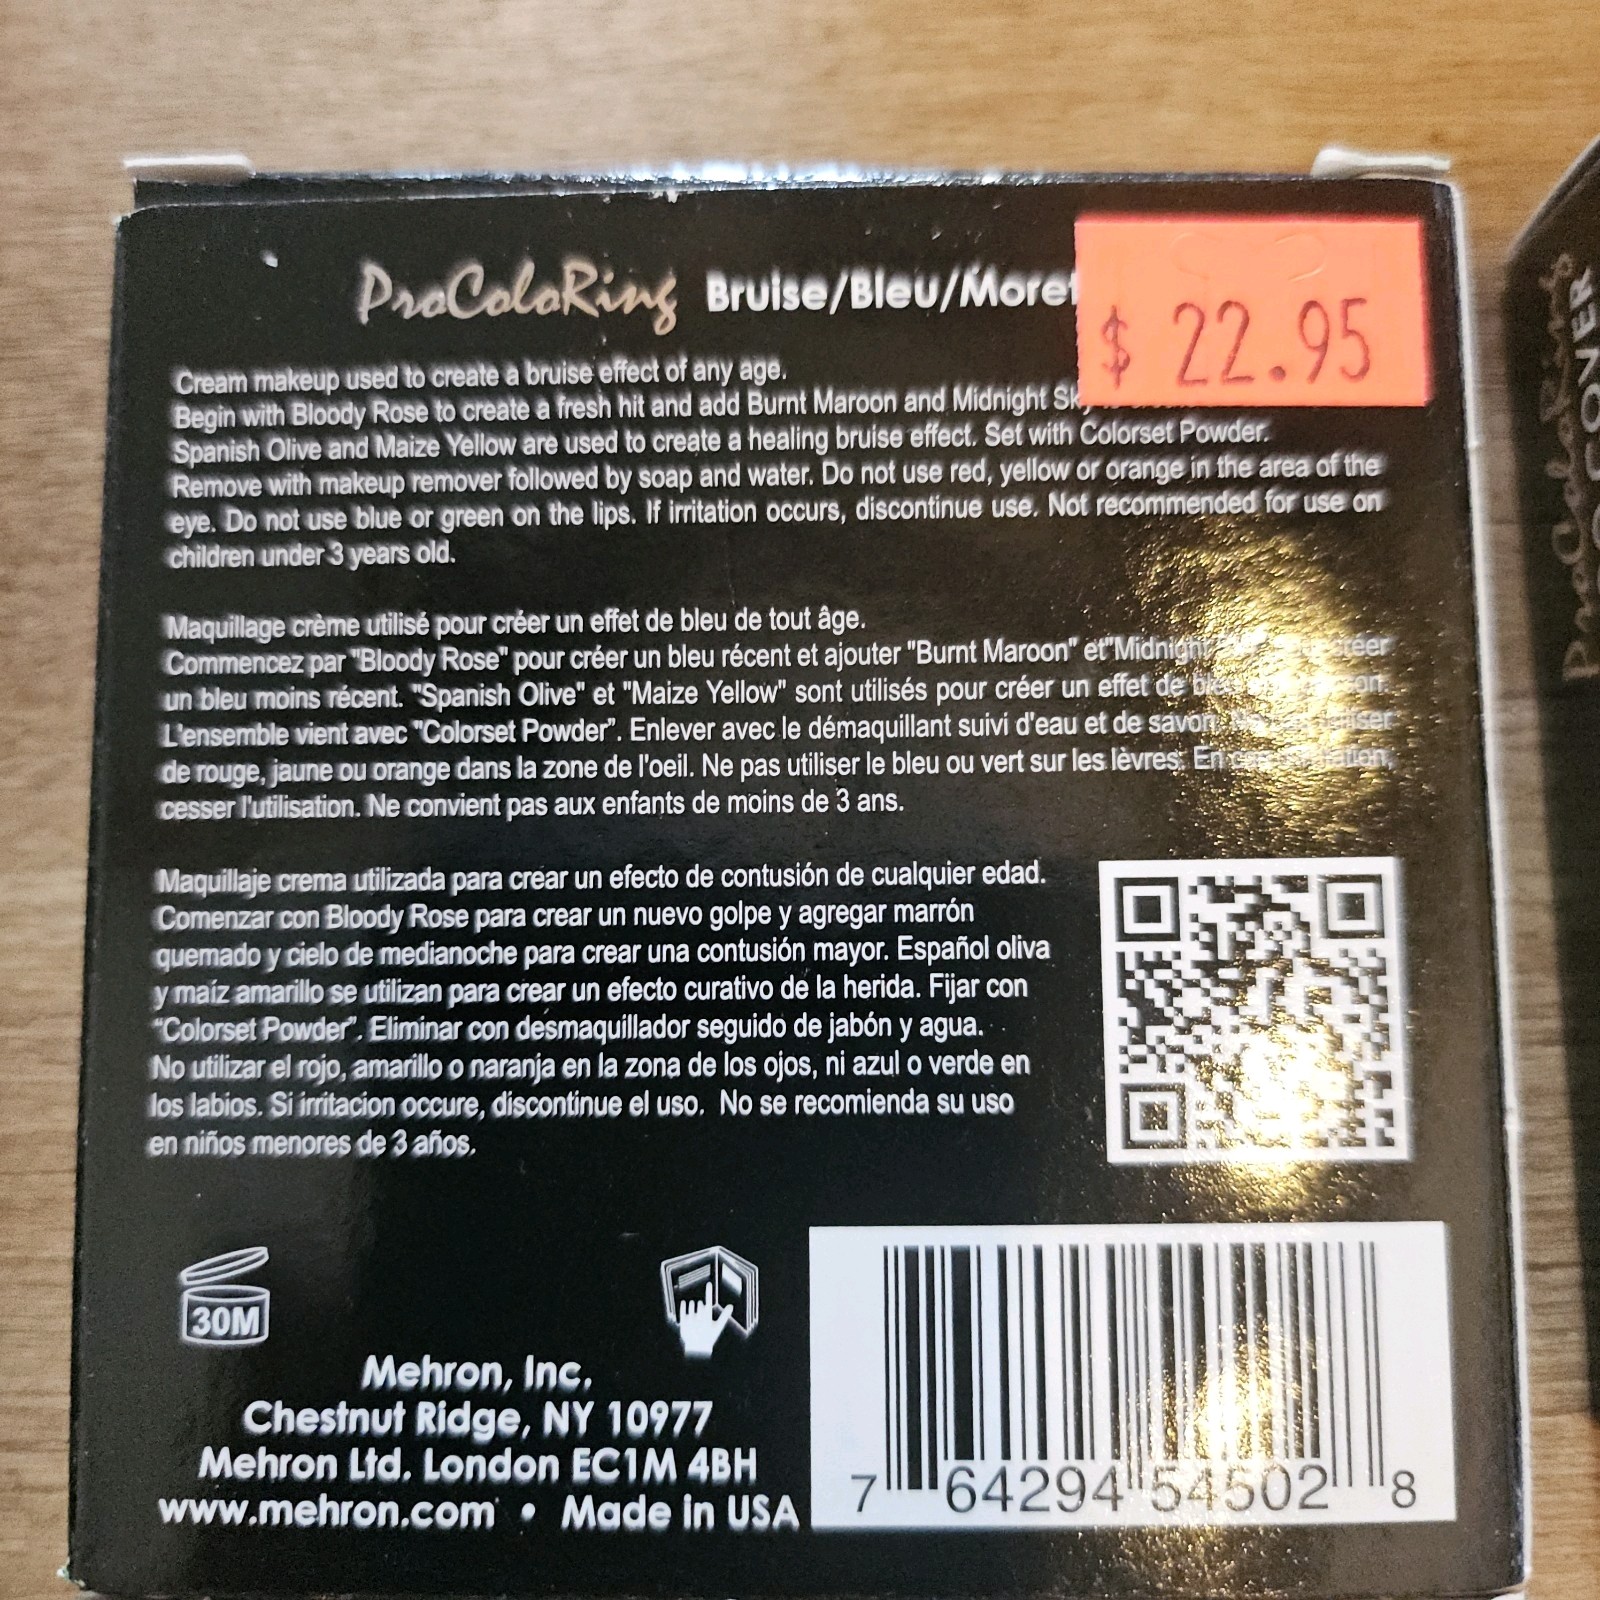 ProColoRing Bruise/Bleu/Moret
$ 22.95
Cream makeup used to create a bruise effect of any age.
Begin with Bloody Rose to create a fresh hit and add Burnt Maroon and Midnight Sky
Spanish Olive and Maize Yellow are used to create a healing bruise effect. Set with Colorset Powder.
Remove with makeup remover followed by soap and water. Do not use red, yellow or orange in the area of the
eye. Do not use blue or green on the lips. If irritation occurs, discontinue use. Not recommended for use on
children under 3 years old.
Maquillage crème utilisé pour créer un effet de bleu de tout âge.
Commencez par "Bloody Rose" pour créer un bleu récent et ajouter "Burnt Maroon" et"Midnight créer
un bleu moins récent. "Spanish Olive" et "Maize Yellow" sont utilisés pour créer un effet de
L'ensemble vient avec "Colorset Powder". Enlever avec le démaquillant suivi d'eau et de savon. utiliser
de rouge, jaune ou orange dans la zone de l'oeil. Ne pas utiliser le bleu ou vert sur les lèvres. En
cesser l'utilisation. Ne convient pas aux enfants de moins de 3 ans.
Maquillaje crema utilizada para crear un efecto de contusión de cualquier edad.
Comenzar con Bloody Rose para crear un nuevo golpe y agregar marrón
quemado y cielo de medianoche para crear una contusión mayor. Español oliva
y maíz amarillo se utilizan para crear un efecto curativo de la herida. Fijar con
"Colorset Powder". Eliminar con desmaquillador seguido de jabón y agua.
No utilizar el rojo, amarillo o naranja en la zona de los ojos, ni azul o verde en
los labios. Si irritacion occure, discontinue el uso. No se recomienda su uso
en niños menores de 3 años.
30M
Mehron, Inc.
Chestnut Ridge, NY 10977
Mehron Ltd. London EC1M 4BH
www.mehron.com • Made in USA
7 64294 54502 8
ProColoRing
COVER